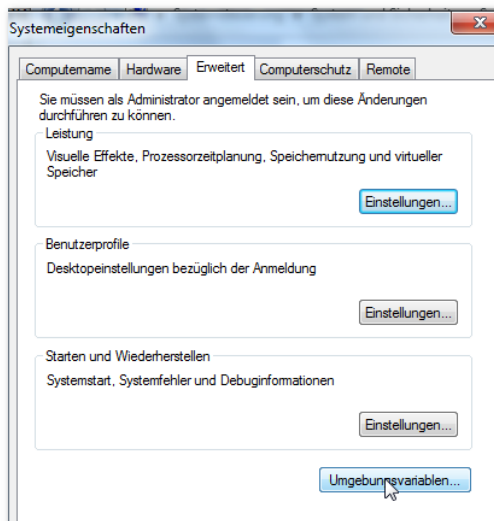 Systemeigenschaften
Computername Hardware Erweitert Computerschutz Remote
Sie müssen als Administrator angemeldet sein, um diese Änderungen
durchführen zu können.
Leistung
Visuelle Effekte, Prozessorzeitplanung, Speichernutzung und virtueller
Speicher
Einstellungen...
Benutzerprofile
Desktopeinstellungen bezüglich der Anmeldung
Einstellungen...
Starten und Wiederherstellen
Systemstart, Systemfehler und Debuginformationen
Einstellungen...
Umgebungsvariablen...